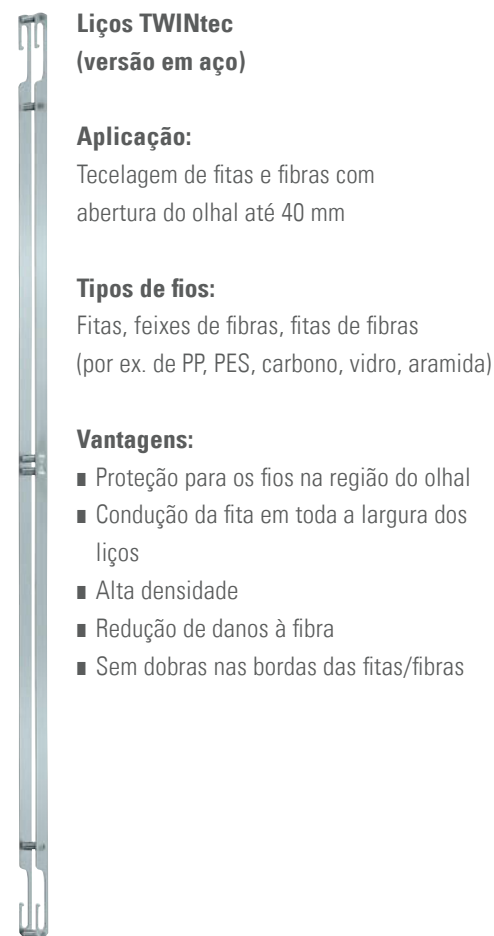 Liços TWINtec
(versão em aço)
Aplicação:
Tecelagem de fitas e fibras com
abertura do olhal até 40 mm
Tipos de fios:
Fitas, feixes de fibras, fitas de fibras
(por ex. de PP, PES, carbono, vidro, aramida)
Vantagens:
∎ Proteção para os fios na região do olhal
∎ Condução da fita em toda a largura dos
liços
∎ Alta densidade
∎ Redução de danos à fibra
∎ Sem dobras nas bordas das fitas/fibras